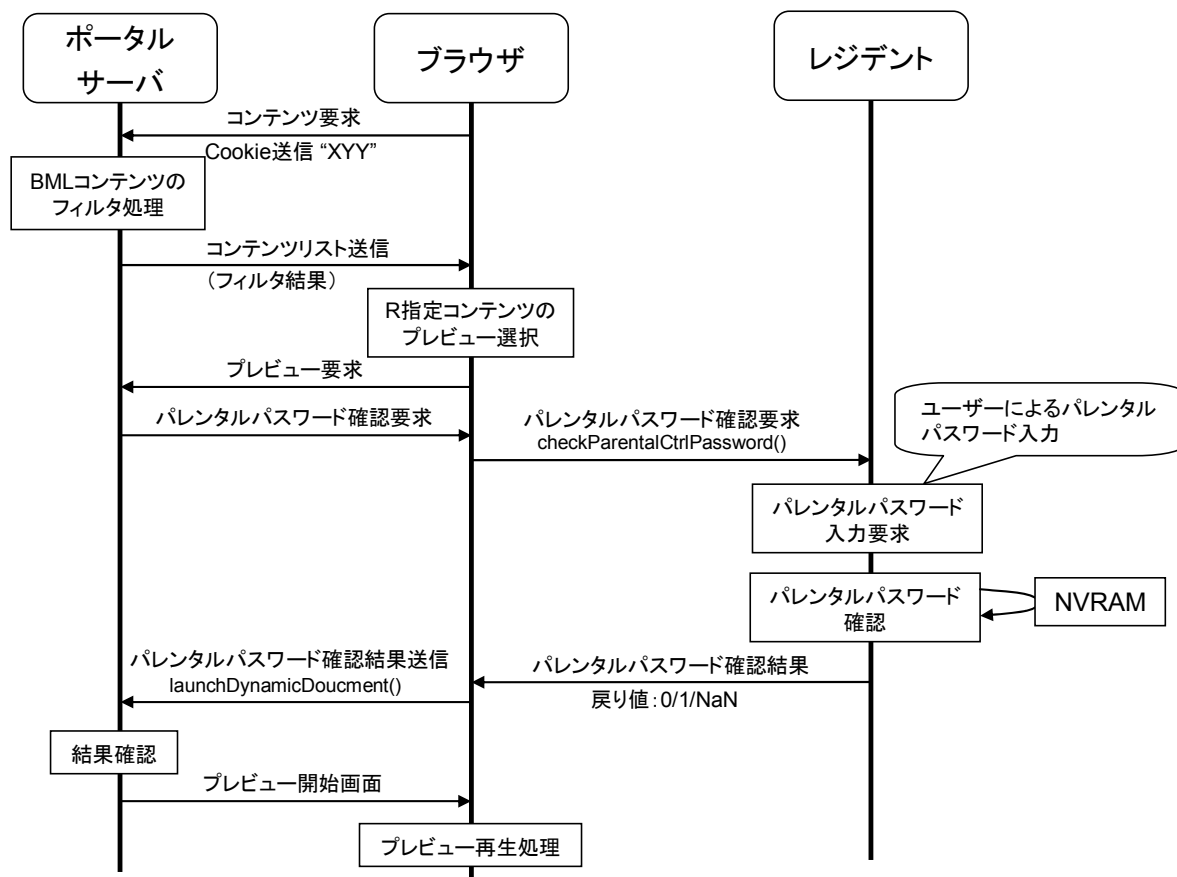 ポータル
サーバ
ブラウザ
レジデント
コンテンツ要求
Cookie送信 “XYY”
BMLコンテンツの
フィルタ処理
コンテンツリスト送信
（フィルタ結果）
R指定コンテンツの
プレビュー選択
プレビュー要求
パレンタルパスワード確認要求
パレンタルパスワード確認要求
checkParentalCtrlPassword()
ユーザーによるパレンタル
パスワード入力
パレンタルパスワード
入力要求
パレンタルパスワード
確認
NVRAM
パレンタルパスワード確認結果送信
launchDynamicDoucment()
パレンタルパスワード確認結果
戻り値：0/1/NaN
結果確認
プレビュー開始画面
プレビュー再生処理